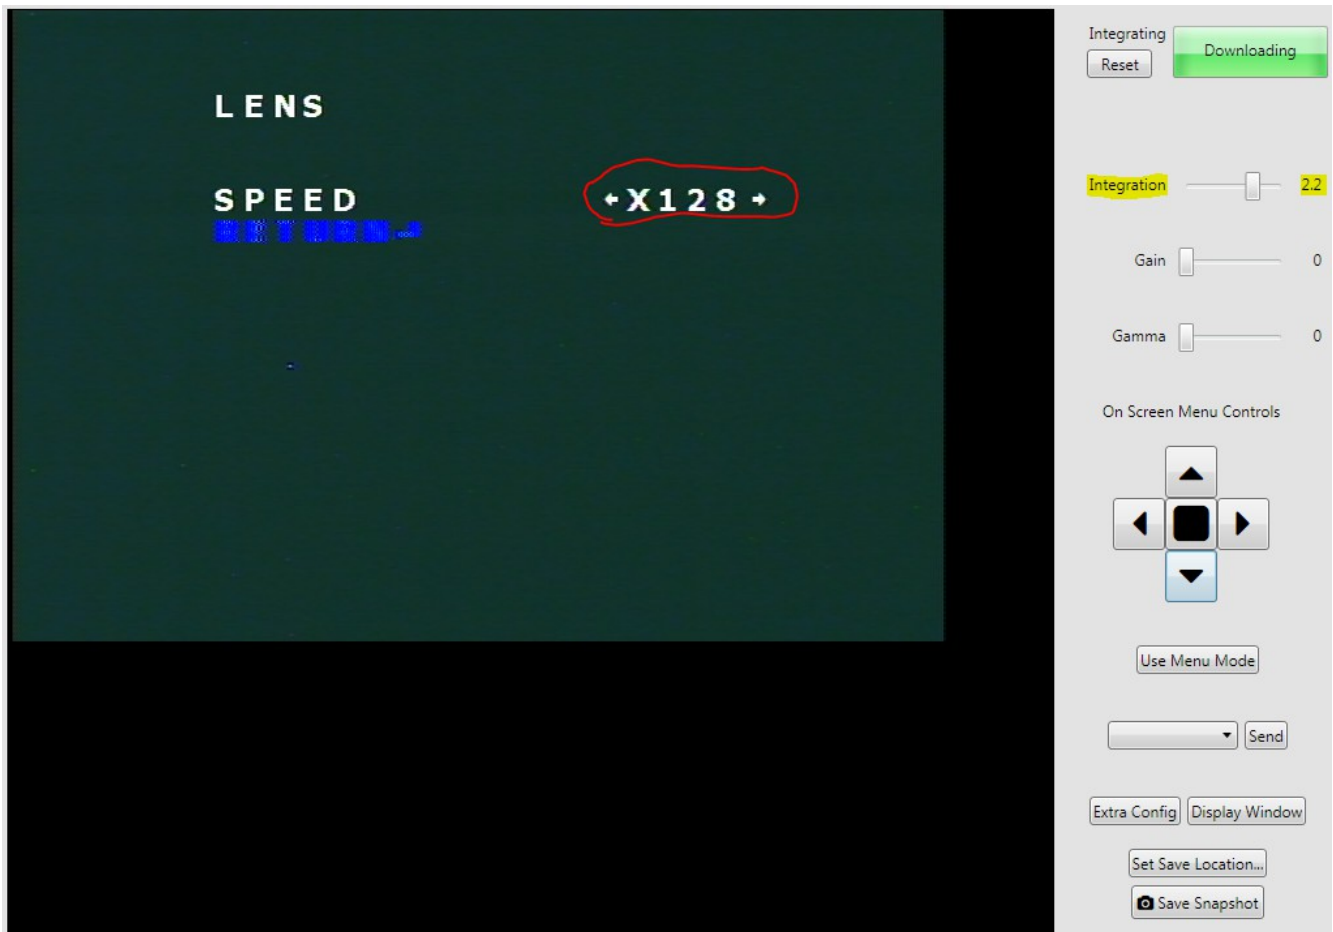 LENS
SPEED ←X128→
Integrating
Reset
Downloading
Integration 2.2
Gain 0
Gamma 0
On Screen Menu Controls
Use Menu Mode
Send
Extra Config Display Window
Set Save Location...
Save Snapshot